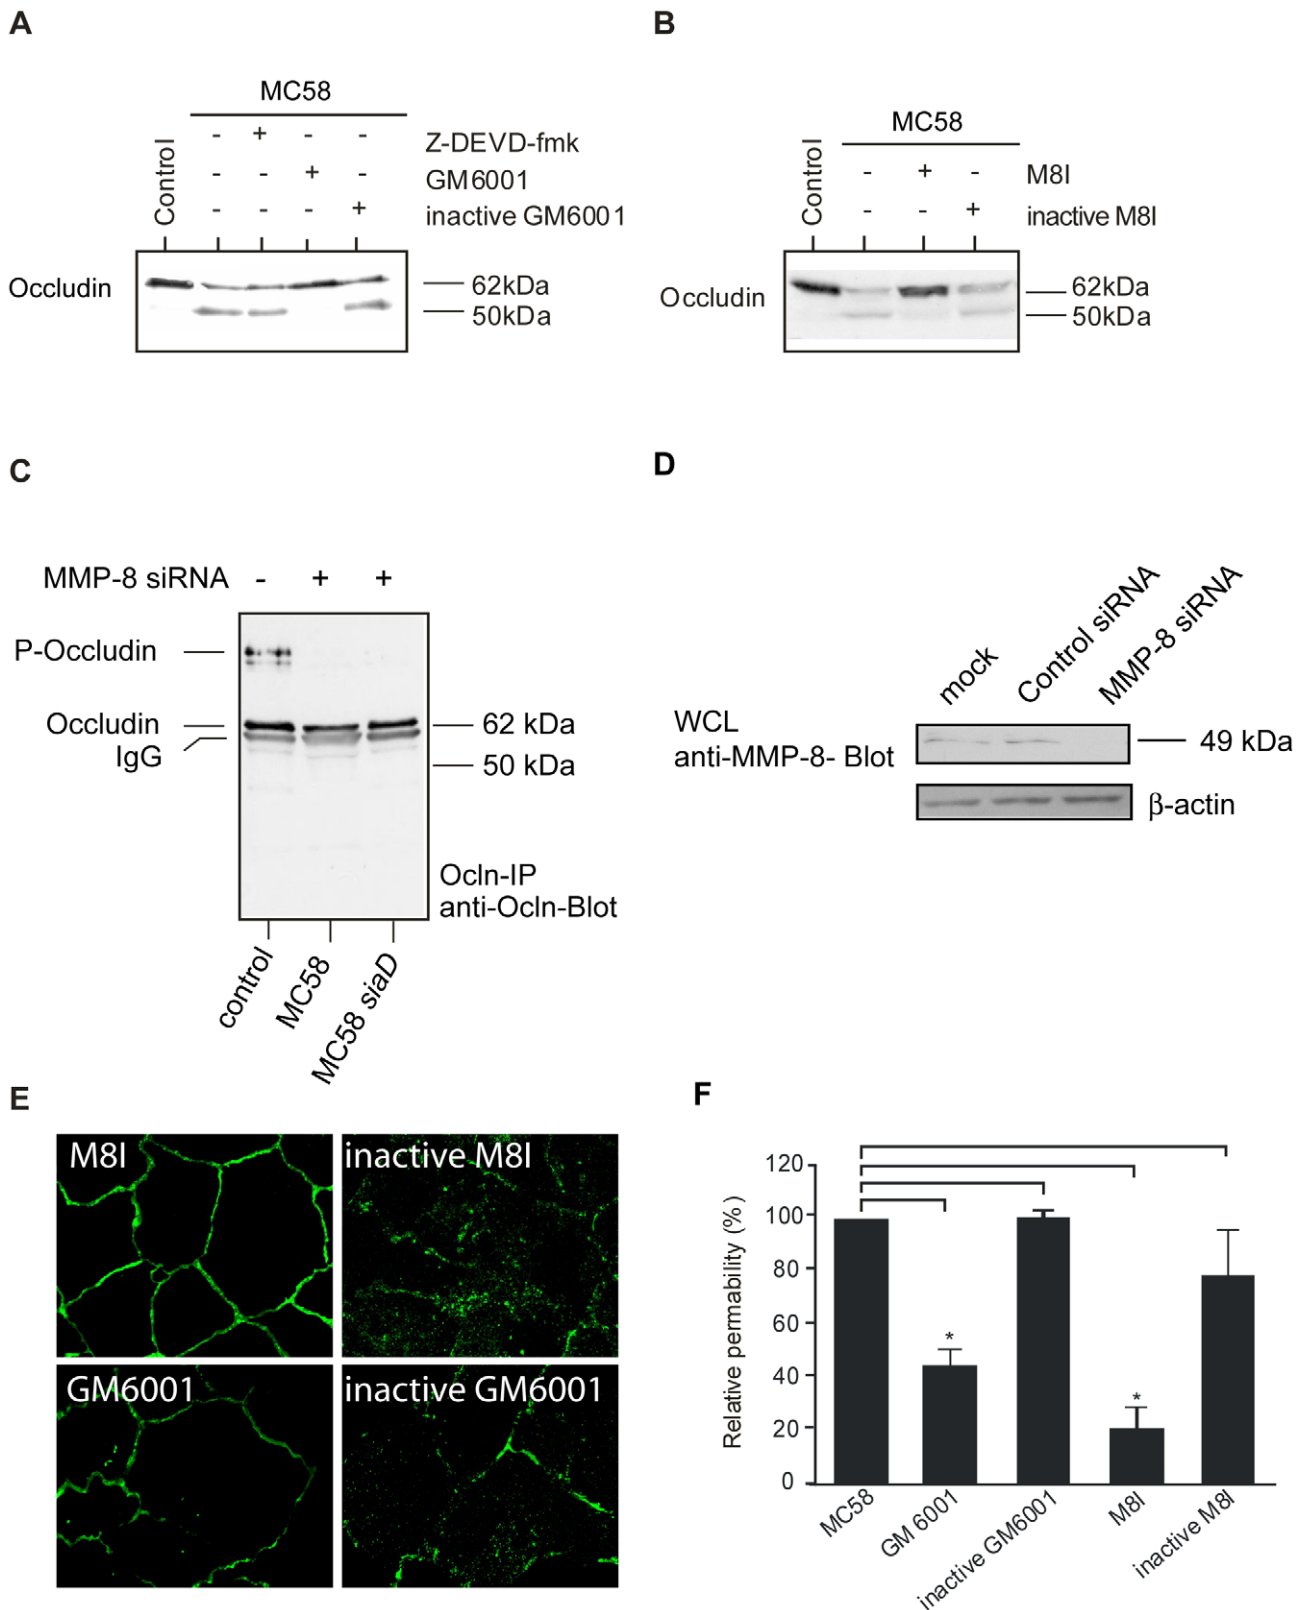 A
MC58
Control
- + - -
Z-DEVD-fmk
- - + -
GM6001
- - - +
inactive GM6001
Occludin
62kDa
50kDa
B
MC58
Control
- + -
M8I
- - +
inactive M8I
Occludin
62kDa
50kDa
C
MMP-8 siRNA - + +
P-Occludin
Occludin
IgG
62 kDa
50 kDa
Ocln-IP
anti-Ocln-Blot
control
MC58
MC58 siaD
D
mock
Control siRNA
MMP-8 siRNA
WCL
anti-MMP-8- Blot
49 kDa
β-actin
E
M8I
inactive M8I
GM6001
inactive GM6001
F
Relative permability (%)
120
100
80
60
40
20
0
*
*
MC58
GM 6001
inactive GM6001
M8I
inactive M8I